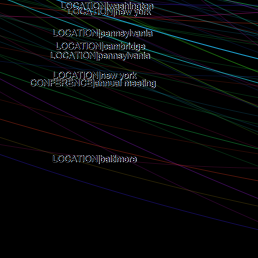 LOCATION|washington
LOCATION|new york
LOCATION|pennsylvania
LOCATION|cambridge
LOCATION|pennsylvania
LOCATION|new york
CONFERENCE|annual meeting
LOCATION|baltimore